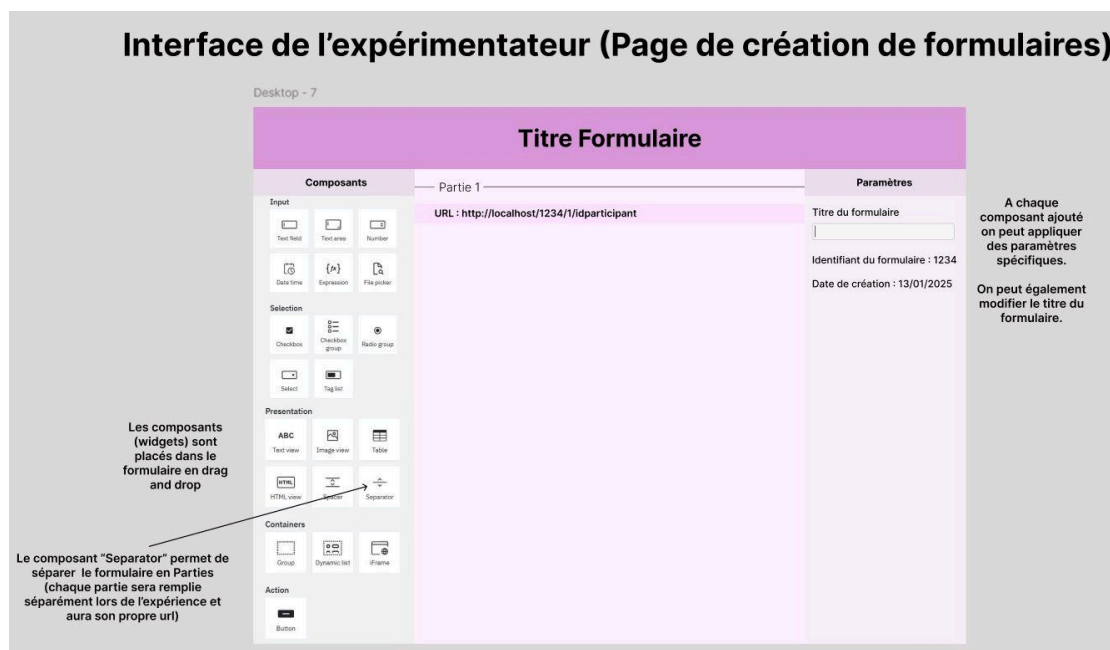 Interface de l'expérimentateur (Page de création de formulaires)
Desktop - 7
Titre Formulaire
Composants
Input
Text field
Text area
Number
Date time
Expression
File picker
Selection
Checkbox
Checkbox
group
Radio group
Select
Tag list
Presentation
ABC
Text view
Image view
Table
HTML
HTML view
Spacer
Separator
Containers
Group
Dynamic list
iFrame
Action
Button
Partie 1
URL : http://localhost/1234/1/idparticipant
Paramètres
Titre du formulaire
Identifiant du formulaire : 1234
Date de création : 13/01/2025
A chaque
composant ajouté
on peut appliquer
des paramètres
spécifiques.
On peut également
modifier le titre du
formulaire.
Les composants
(widgets) sont
placés dans le
formulaire en drag
and drop
Le composant "Separator" permet de
séparer le formulaire en Parties
(chaque partie sera remplie
séparément lors de l'expérience et
aura son propre url)